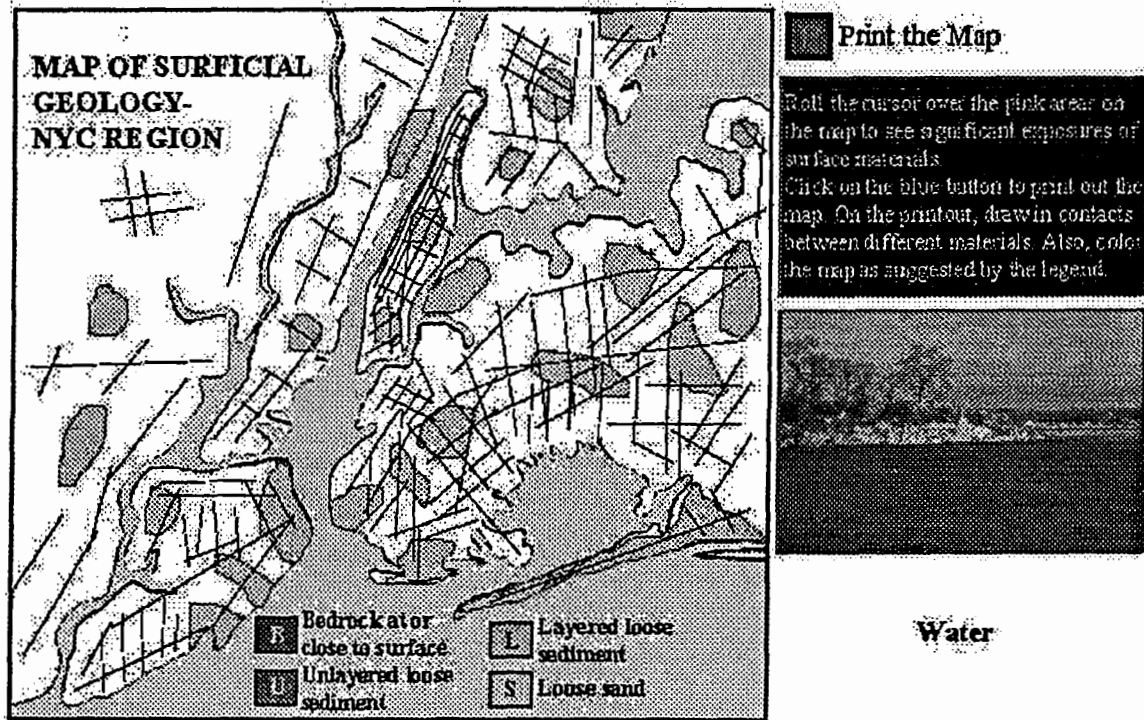 MAP OF SURFICIAL
GEOLOGY-
NYC REGION
Print the Map
Roll the cursor over the pink areas on
the map to see significant exposures of
surface materials.
Click on the blue button to print out the
map. On the printout, draw in contacts
between different materials. Also, color
the map as suggested by the legend.
B Bedrock at or
close to surface
U Unlayered loose
sediment
L Layered loose
sediment
S Loose sand
Water